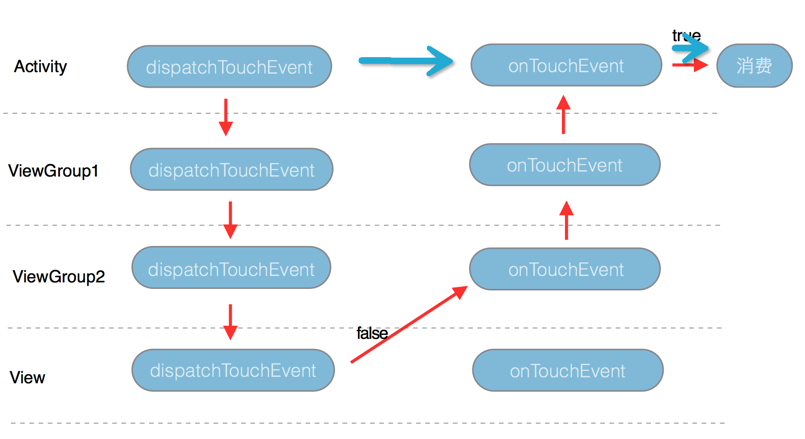 true
Activity dispatchTouchEvent onTouchEvent 消费
ViewGroup1 dispatchTouchEvent onTouchEvent
ViewGroup2 dispatchTouchEvent onTouchEvent
false
View dispatchTouchEvent onTouchEvent